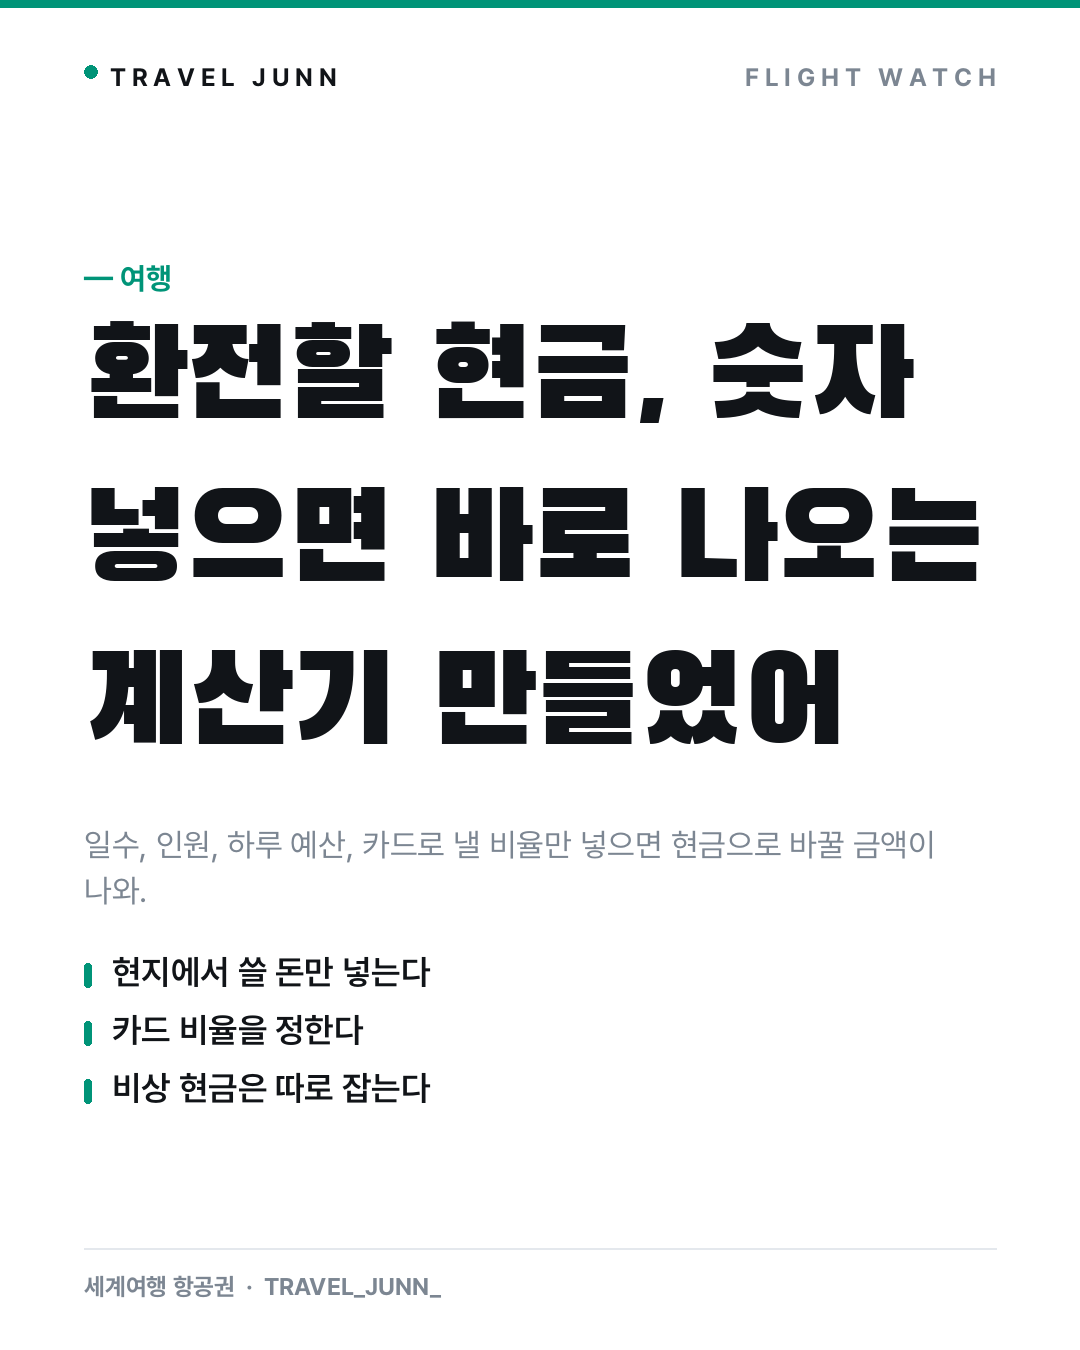 TRAVEL JUNN
FLIGHT WATCH
— 여행
환전할 현금, 숫자
넣으면 바로 나오는
계산기 만들었어
일수, 인원, 하루 예산, 카드로 낼 비율만 넣으면 현금으로 바꿀 금액이
나와.
현지에서 쓸 돈만 넣는다
카드 비율을 정한다
비상 현금은 따로 잡는다
세계여행 항공권 · TRAVEL_JUNN_